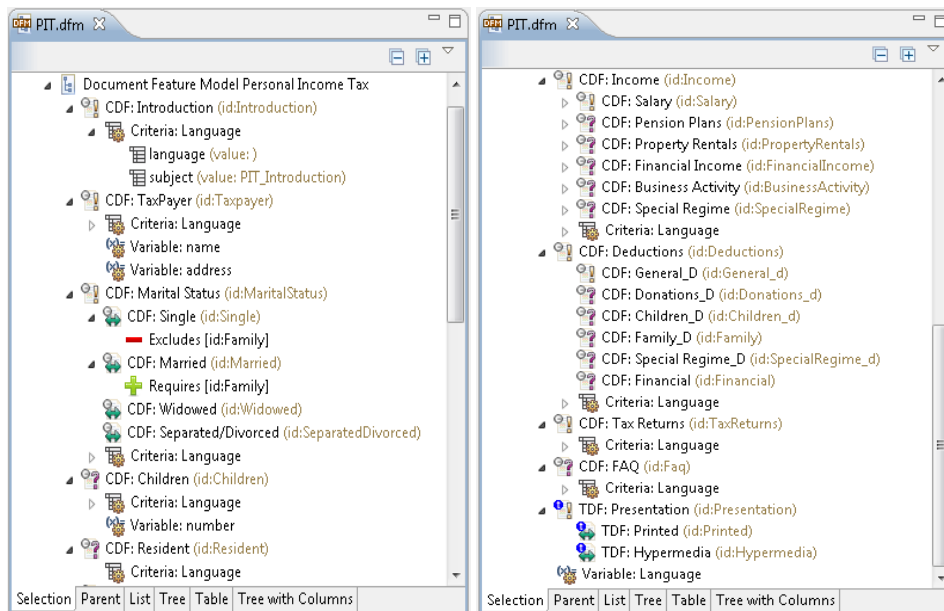 PIT.dfm
Document Feature Model Personal Income Tax
CDF: Introduction (id:Introduction)
Criteria: Language
language (value: )
subject (value: PIT_Introduction)
CDF: TaxPayer (id:Taxpayer)
Criteria: Language
Variable: name
Variable: address
CDF: Marital Status (id:MaritalStatus)
CDF: Single (id:Single)
Excludes [id:Family]
CDF: Married (id:Married)
Requires [id:Family]
CDF: Widowed (id:Widowed)
CDF: Separated/Divorced (id:SeparatedDivorced)
Criteria: Language
CDF: Children (id:Children)
Criteria: Language
Variable: number
CDF: Resident (id:Resident)
Criteria: Language
Selection Parent List Tree Table Tree with Columns
PIT.dfm
CDF: Income (id:Income)
CDF: Salary (id:Salary)
CDF: Pension Plans (id:PensionPlans)
CDF: Property Rentals (id:PropertyRentals)
CDF: Financial Income (id:FinancialIncome)
CDF: Business Activity (id:BusinessActivity)
CDF: Special Regime (id:SpecialRegime)
Criteria: Language
CDF: Deductions (id:Deductions)
CDF: General_D (id:General_d)
CDF: Donations_D (id:Donations_d)
CDF: Children_D (id:Children_d)
CDF: Family_D (id:Family)
CDF: Special Regime_D (id:SpecialRegime_d)
CDF: Financial (id:Financial)
Criteria: Language
CDF: Tax Returns (id:TaxReturns)
Criteria: Language
CDF: FAQ (id:Faq)
Criteria: Language
TDF: Presentation (id:Presentation)
TDF: Printed (id:Printed)
TDF: Hypermedia (id:Hypermedia)
Variable: Language
Selection Parent List Tree Table Tree with Columns